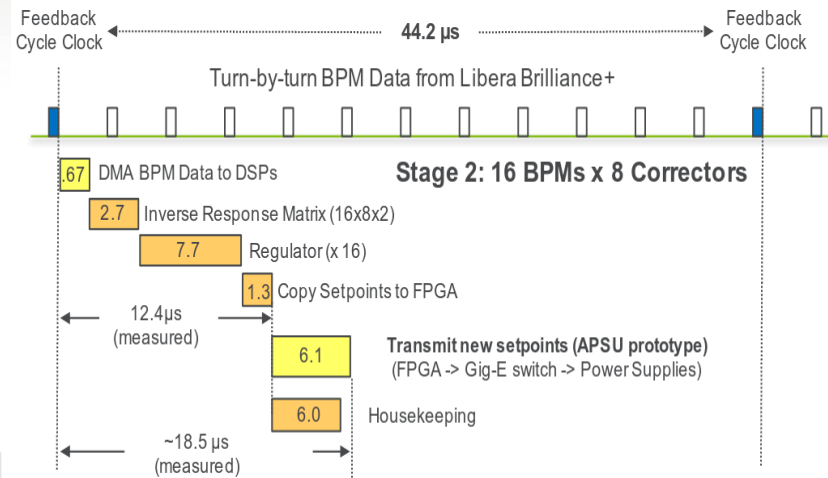 Feedback
Cycle Clock
44.2 µs
Feedback
Cycle Clock
Turn-by-turn BPM Data from Libera Brilliance+
Stage 2: 16 BPMs x 8 Correctors
.67 DMA BPM Data to DSPs
2.7 Inverse Response Matrix (16x8x2)
7.7 Regulator (x 16)
1.3 Copy Setpoints to FPGA
12.4µs
(measured)
6.1 Transmit new setpoints (APSU prototype)
(FPGA -> Gig-E switch -> Power Supplies)
6.0 Housekeeping
~18.5 µs
(measured)